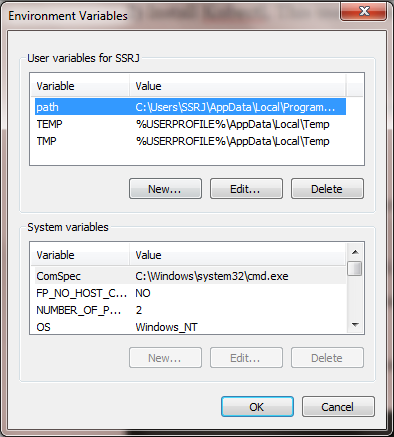 Environment Variables
User variables for SSRJ
Variable Value
path C:\Users\SSRJ\AppData\Local\Program...
TEMP %USERPROFILE%\AppData\Local\Temp
TMP %USERPROFILE%\AppData\Local\Temp
New... Edit... Delete
System variables
Variable Value
ComSpec C:\Windows\system32\cmd.exe
FP_NO_HOST_C... NO
NUMBER_OF_P... 2
OS Windows_NT
New... Edit... Delete
OK Cancel